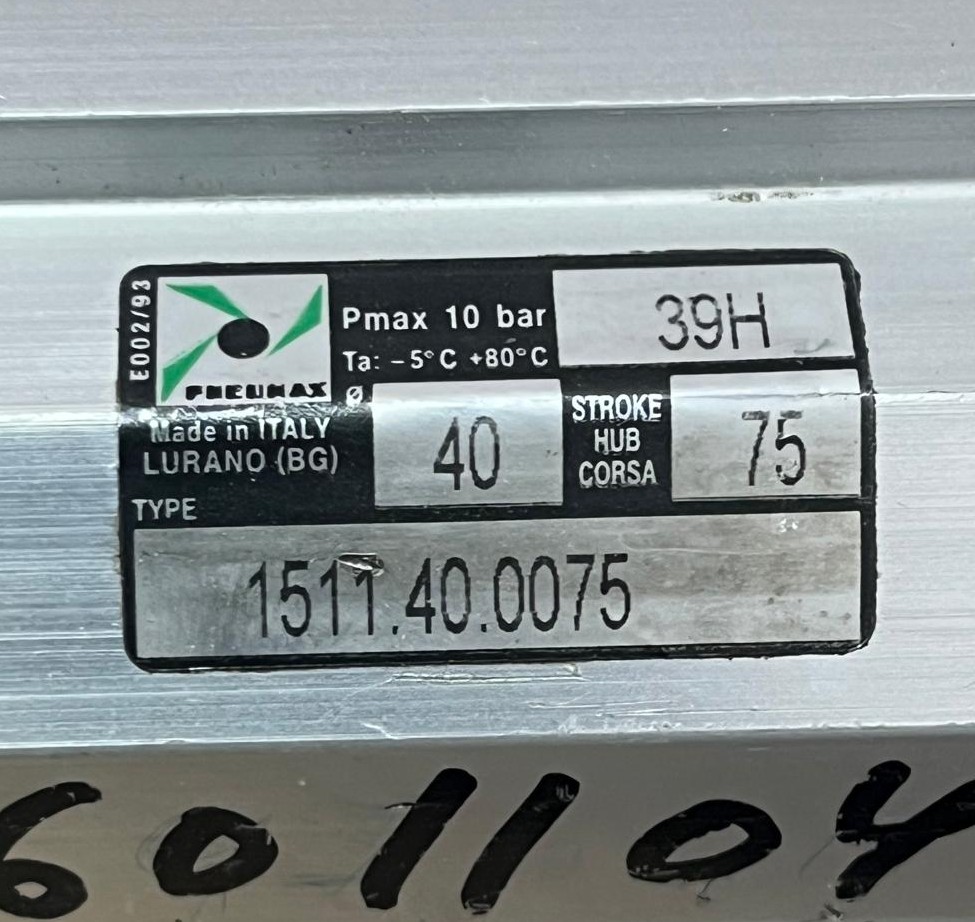 E002/93
PNEUMAX
Pmax 10 bar
Ta: -5°C +80°C
39H
Made in ITALY
LURANO (BG)
Ø
40
STROKE
HUB
CORSA
75
TYPE
1511.40.0075
601104